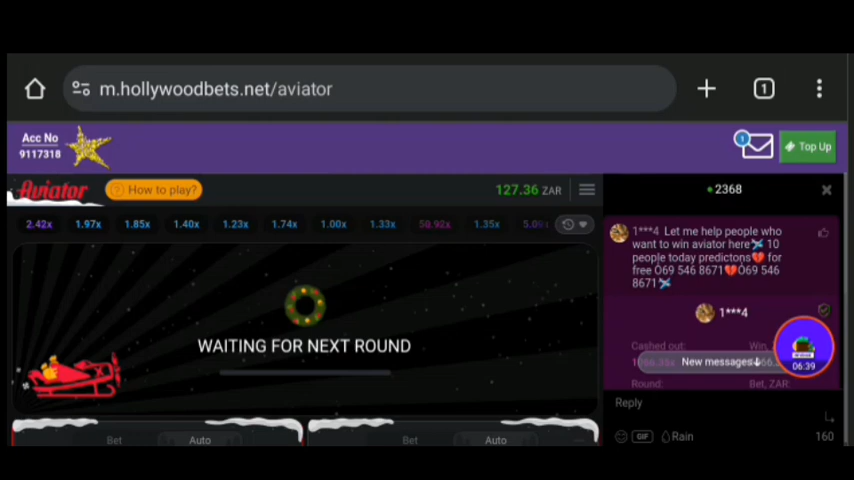 m.hollywoodbets.net/aviator
1
Acc No
9117318
1
Top Up
Aviator
? How to play?
127.36 ZAR
2368
2.42x 1.97x 1.85x 1.40x 1.23x 1.74x 1.00x 1.33x 50.92x 1.35x
1***4 Let me help people who
want to win aviator here 10
people today predictons for
free Ó69 546 8671 Ó69 546
8671
1***4
WAITING FOR NEXT ROUND
Cashed out: Win,
New messages
06:39
Round: Bet, ZAR:
Reply
Bet Auto
Bet Auto
GIF Rain 160